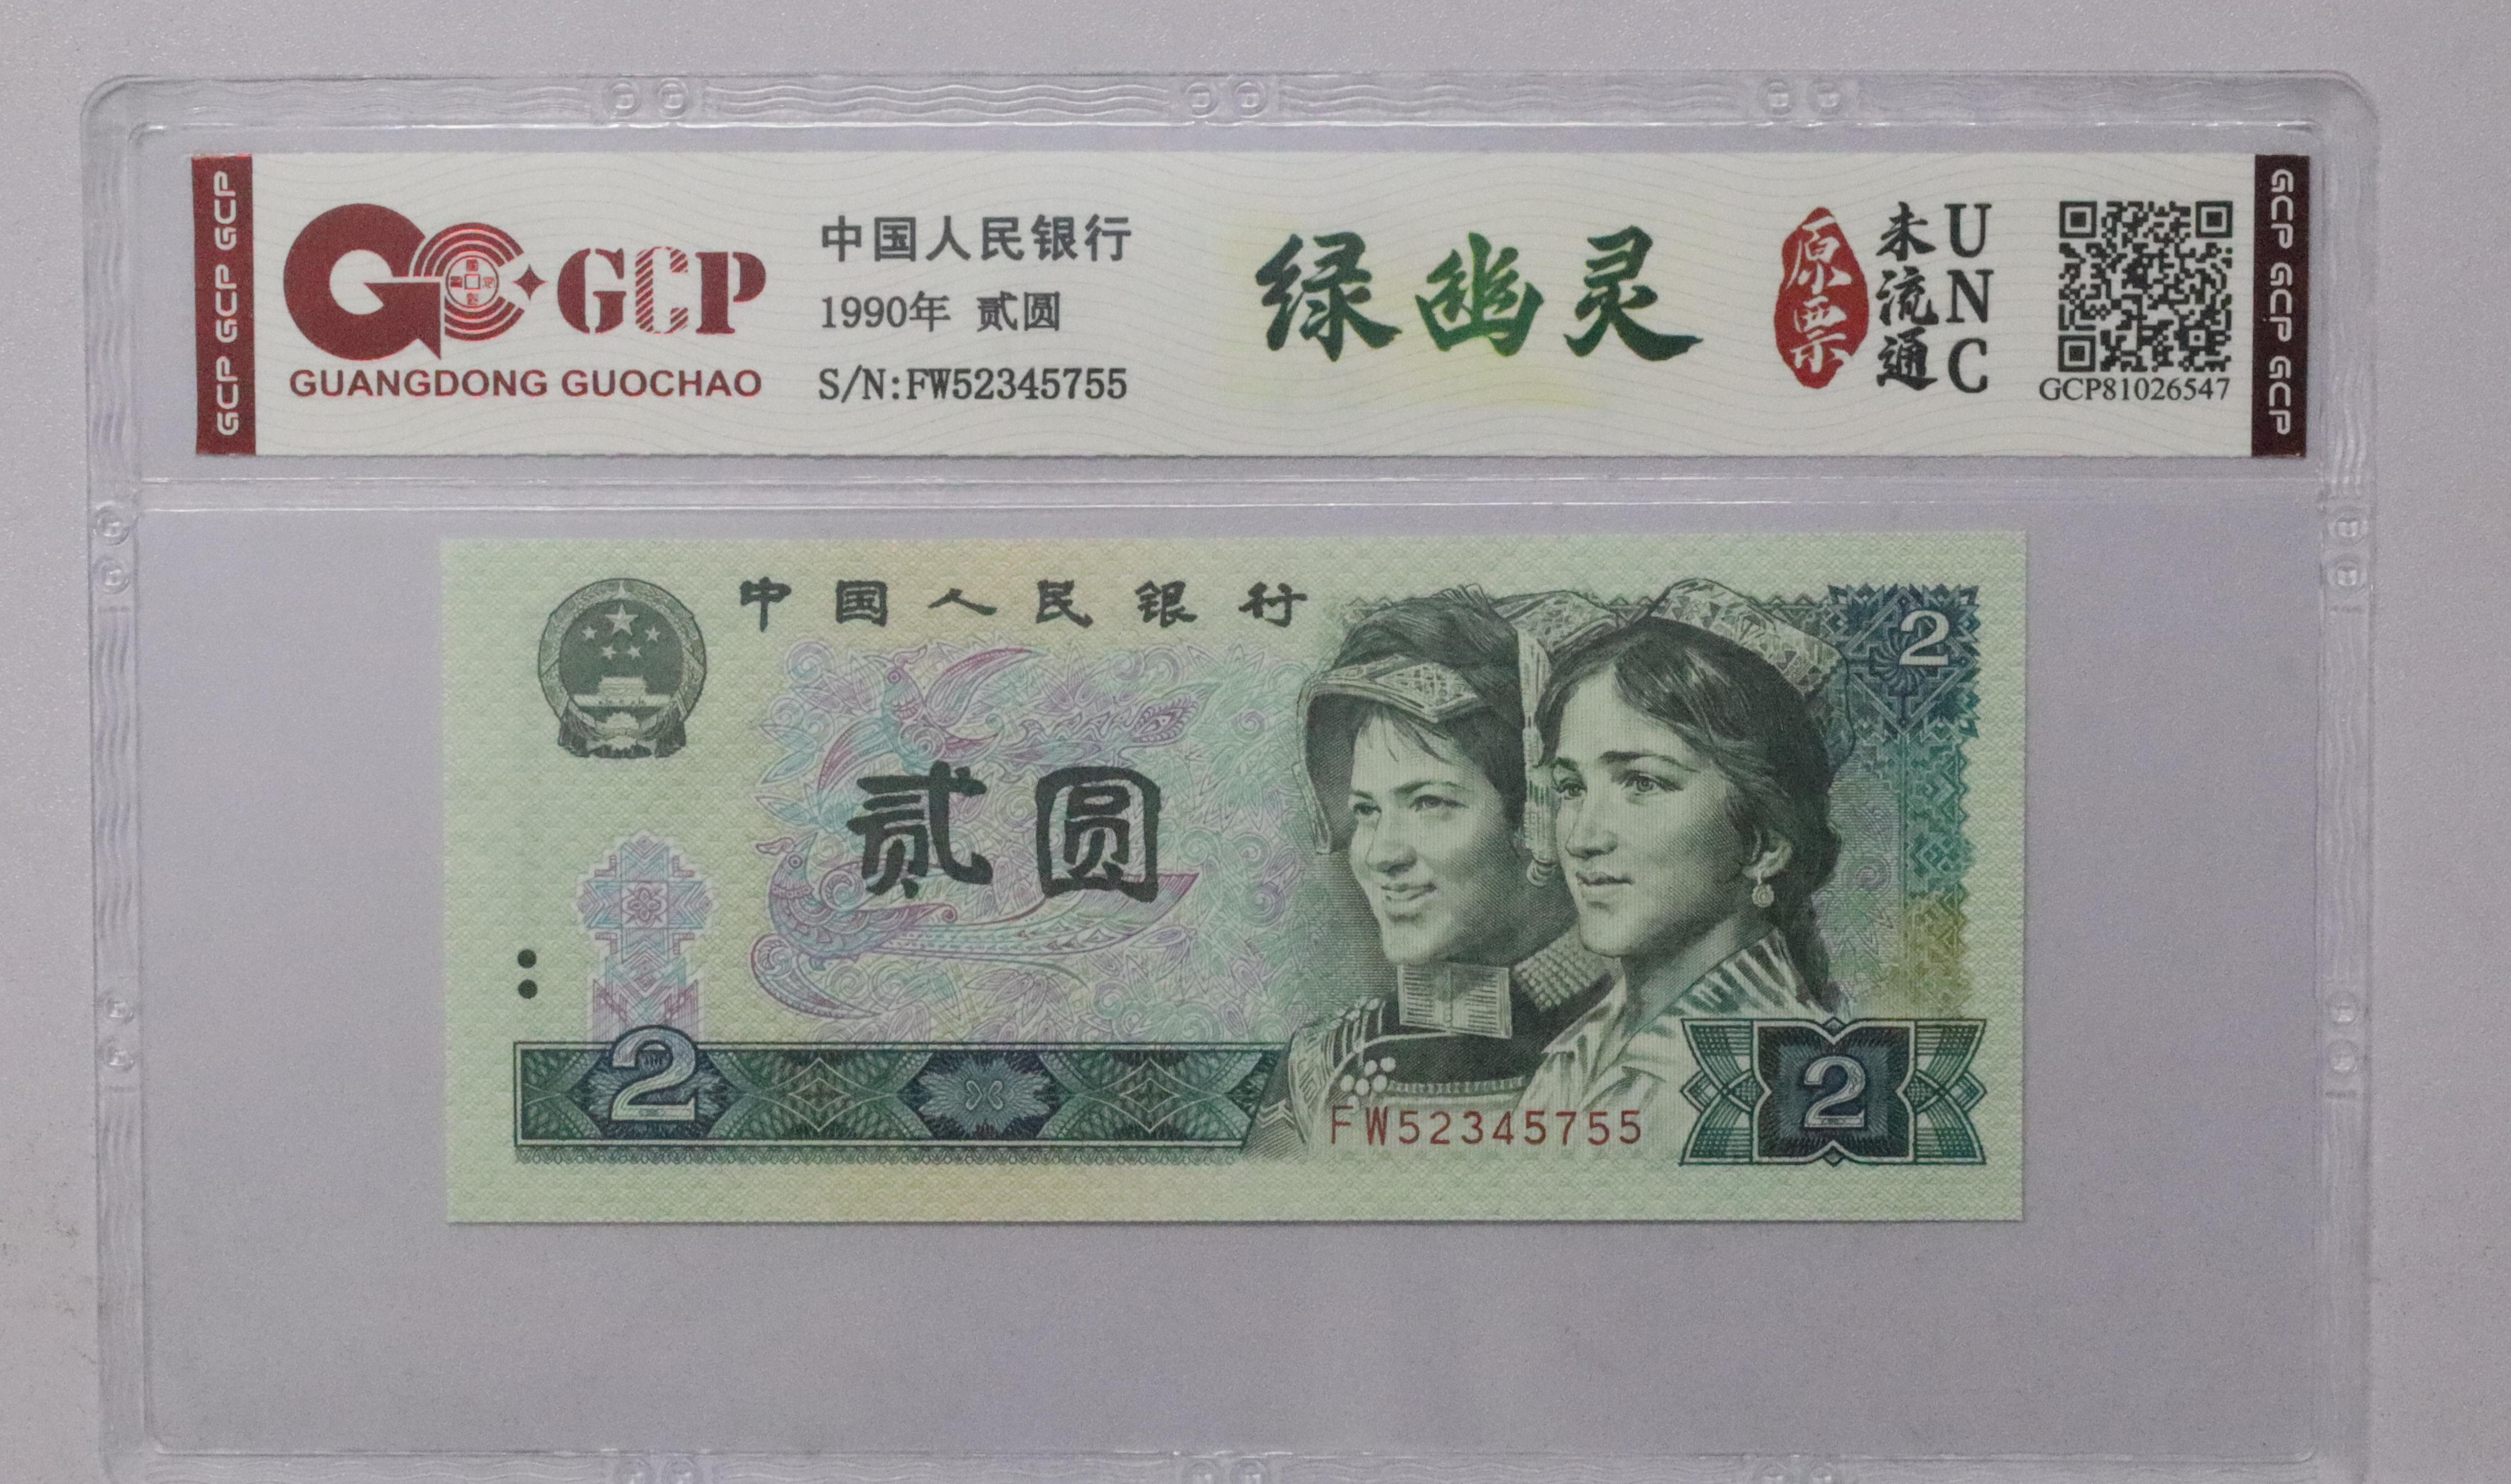 GCP GCP GCP
GCP
GUANGDONG GUOCHAO
中国人民银行
1990年 贰圆
S/N:FW52345755
绿幽灵
原票
未流通
UNC
GCP81026547
GCP GCP GCP
中国人民银行
2
贰圆
2
FW52345755
2